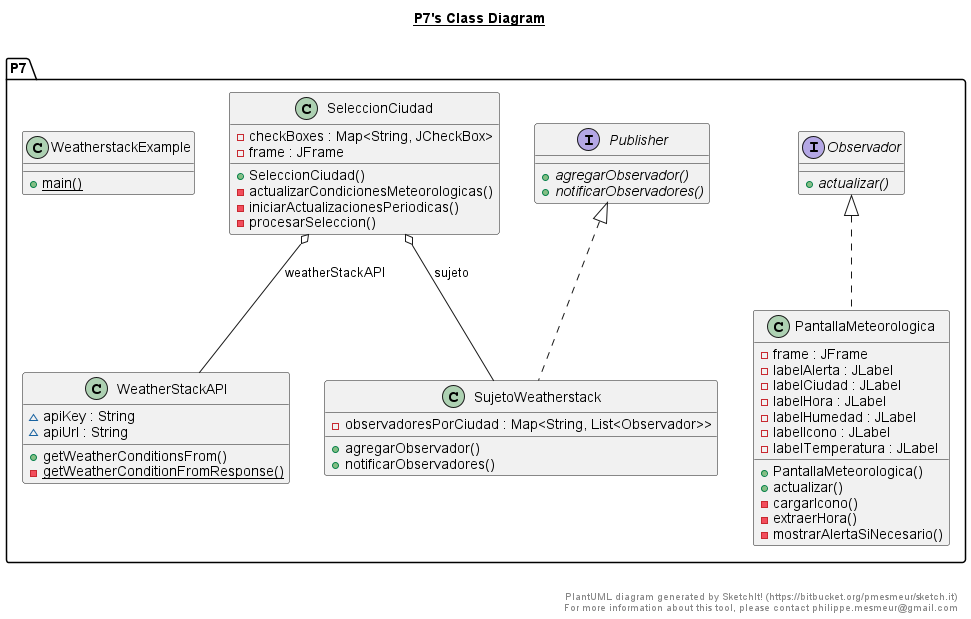 P7's Class Diagram
P7
C WeatherstackExample
main()
C SeleccionCiudad
checkBoxes : Map<String, JCheckBox>
frame : JFrame
SeleccionCiudad()
actualizarCondicionesMeteorologicas()
iniciarActualizacionesPeriodicas()
procesarSeleccion()
I Publisher
agregarObservador()
notificarObservadores()
I Observador
actualizar()
weatherStackAPI
sujeto
C WeatherStackAPI
apiKey : String
apiUrl : String
getWeatherConditionsFrom()
getWeatherConditionFromResponse()
C SujetoWeatherstack
observadoresPorCiudad : Map<String, List<Observador>>
agregarObservador()
notificarObservadores()
C PantallaMeteorologica
frame : JFrame
labelAlerta : JLabel
labelCiudad : JLabel
labelHora : JLabel
labelHumedad : JLabel
labelIcono : JLabel
labelTemperatura : JLabel
PantallaMeteorologica()
actualizar()
cargarIcono()
extraerHora()
mostrarAlertaSiNecesario()
PlantUML diagram generated by SketchIt! (https://bitbucket.org/pmesmeur/sketch.it)
For more information about this tool, please contact philippe.mesmeur@gmail.com